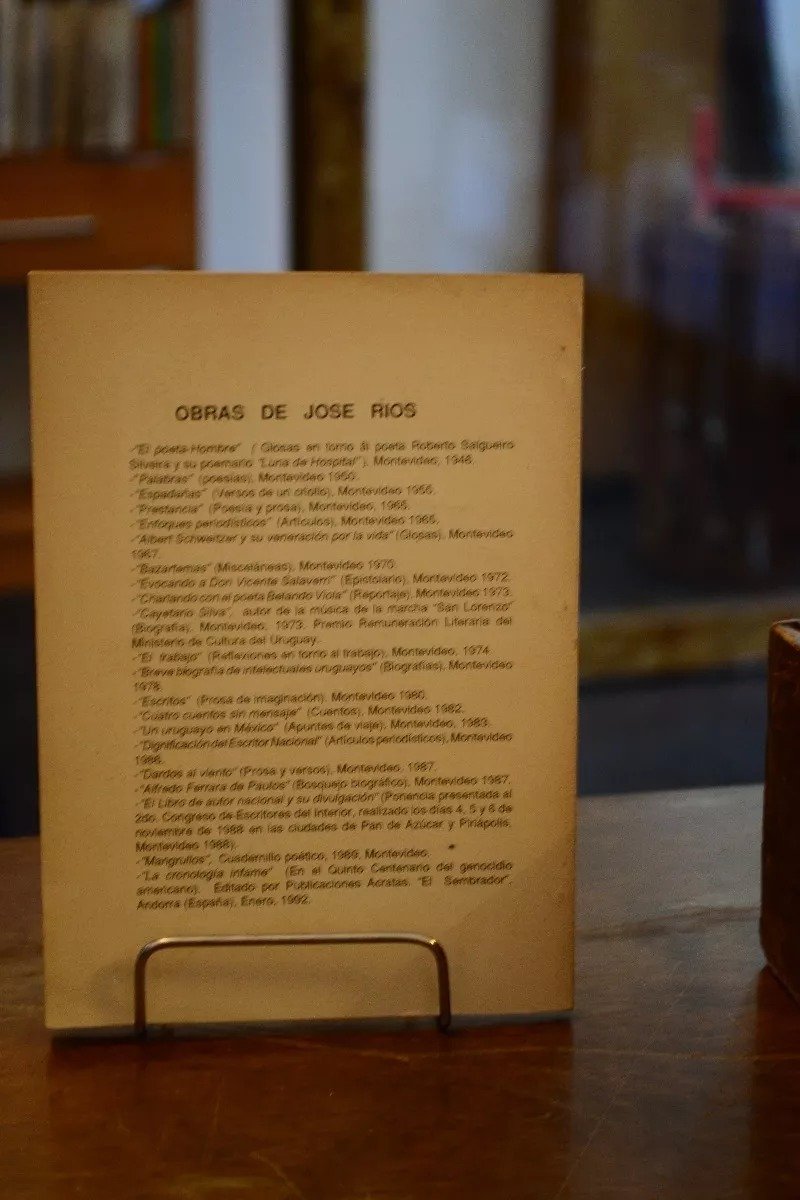 OBRAS DE JOSE RIOS
-"El poeta-Hombre" ( Glosas en torno al poeta Roberto Salgueiro
Silveira y su poemario "Luna de Hospital"). Montevideo, 1946.
-"Palabras" (poesías), Montevideo 1950.
-"Espadañas" (Versos de un criollo), Montevideo 1955.
-"Prestancia" (Poesía y prosa), Montevideo, 1965.
-"Enfoques periodísticos" (Artículos), Montevideo 1965.
-"Albert Schweitzer y su veneración por la vida" (Glosas), Montevideo
1967.
-"Bazartemas" (Misceláneas), Montevideo 1970.
-"Evocando a Don Vicente Salaverri" (Epistolario), Montevideo 1972.
-"Charlando con el poeta Belando Viola" (Reportaje), Montevideo 1973.
-"Cayetano Silva", autor de la música de la marcha "San Lorenzo"
(Biografía), Montevideo, 1973. Premio Remuneración Literaria del
Ministerio de Cultura del Uruguay.
-"El trabajo" (Reflexiones en torno al trabajo), Montevideo, 1974.
-"Breve biografía de intelectuales uruguayos" (Biografías), Montevideo
1978.
-"Escritos" (Prosa de imaginación), Montevideo 1980.
-"Cuatro cuentos sin mensaje" (Cuentos), Montevideo 1982.
-"Un uruguayo en México" (Apuntes de viaje), Montevideo, 1983.
-"Dignificación del Escritor Nacional" (Artículos periodísticos), Montevideo
1986.
-"Dardos al viento" (Prosa y versos), Montevideo, 1987.
-"Alfredo Ferrara de Paulos" (Bosquejo biográfico), Montevideo 1987.
-"El Libro de autor nacional y su divulgación" (Ponencia presentada al
2do. Congreso de Escritores del Interior, realizado los días 4, 5 y 6 de
noviembre de 1988 en las ciudades de Pan de Azúcar y Piriápolis,
Montevideo 1988).
-"Mangrullos", Cuadernillo poético, 1989, Montevideo.
-"La cronología infame" (En el Quinto Centenario del genocidio
americano). Editado por Publicaciones Acratas. "El Sembrador",
Andorra (España), Enero, 1992.